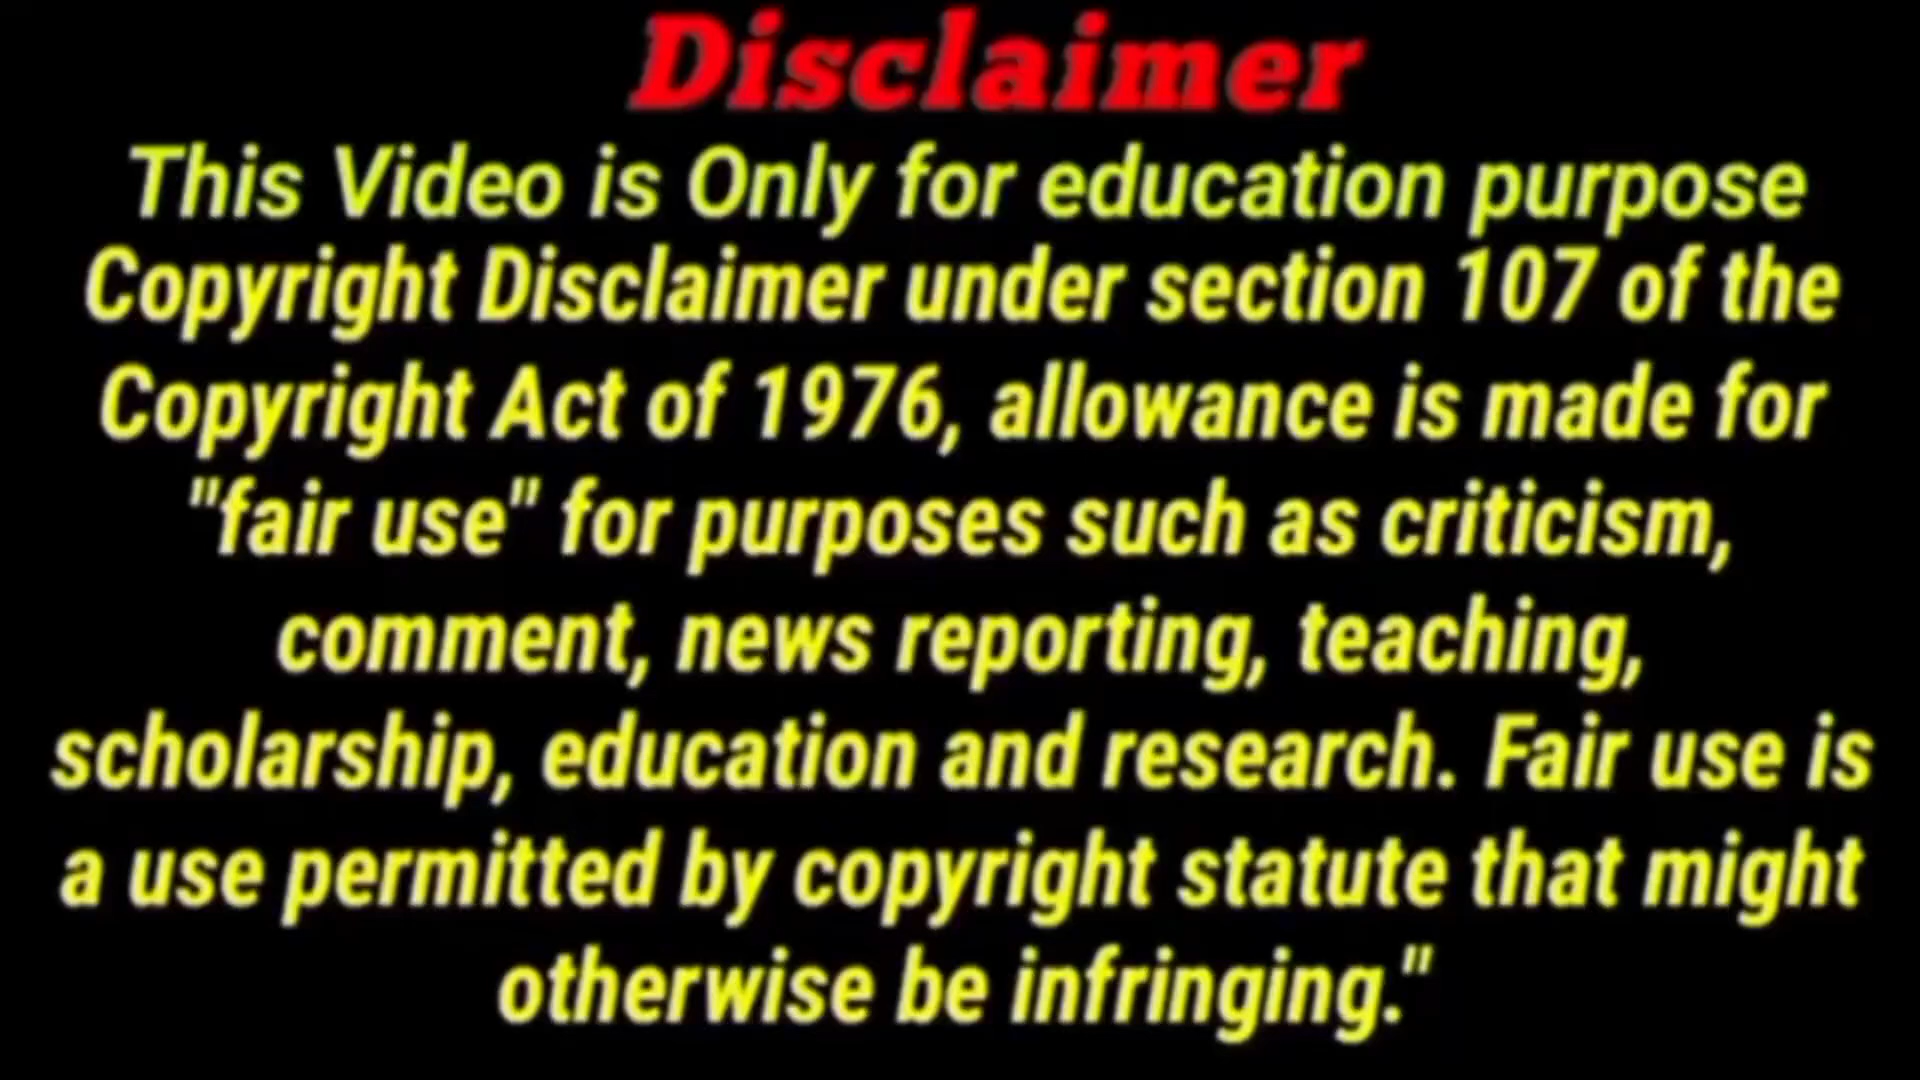 Disclaimer
This Video is Only for education purpose
Copyright Disclaimer under section 107 of the
Copyright Act of 1976, allowance is made for
"fair use" for purposes such as criticism,
comment, news reporting, teaching,
scholarship, education and research. Fair use is
a use permitted by copyright statute that might
otherwise be infringing."